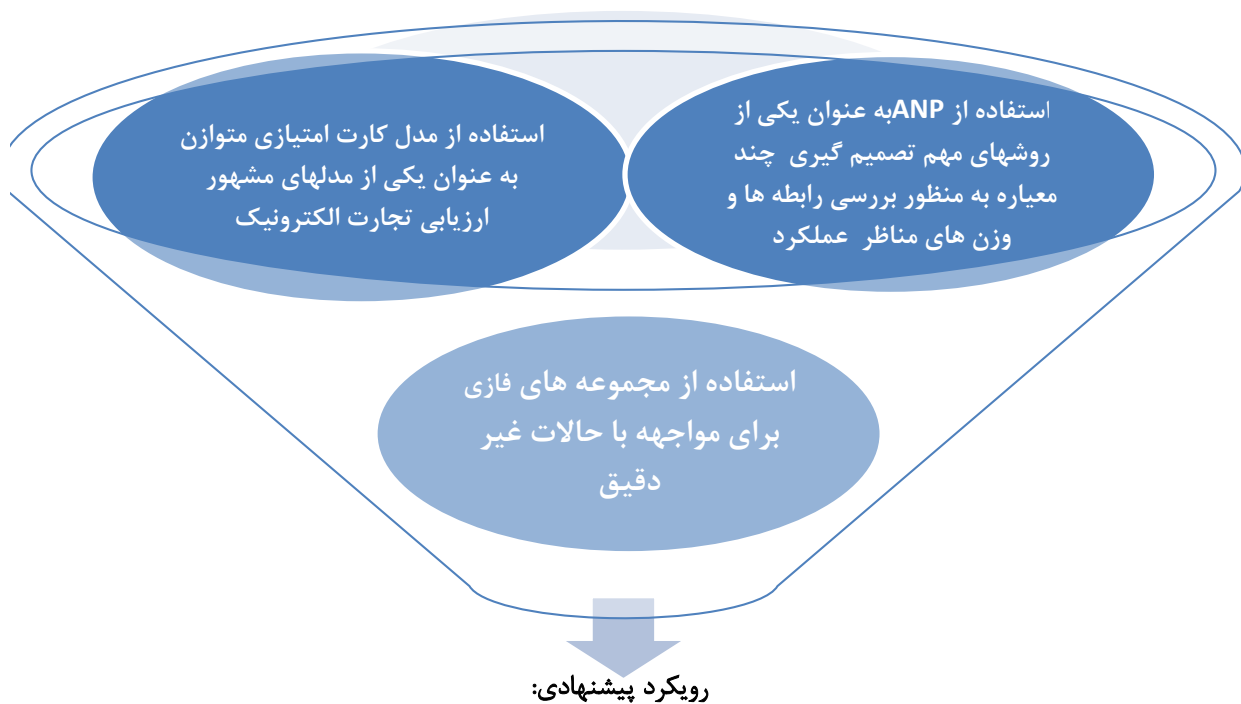 استفاده از ANPبه عنوان یکی از
روشهای مهم تصمیم گیری چند
معیاره به منظور بررسی رابطه ها و
وزن های مناظر عملکرد
استفاده از مدل کارت امتیازی متوازن
به عنوان یکی از مدلهای مشهور
ارزیابی تجارت الکترونیک
استفاده از مجموعه های فازی
برای مواجهه با حالات غیر
دقیق
رویکرد پیشنهادی: